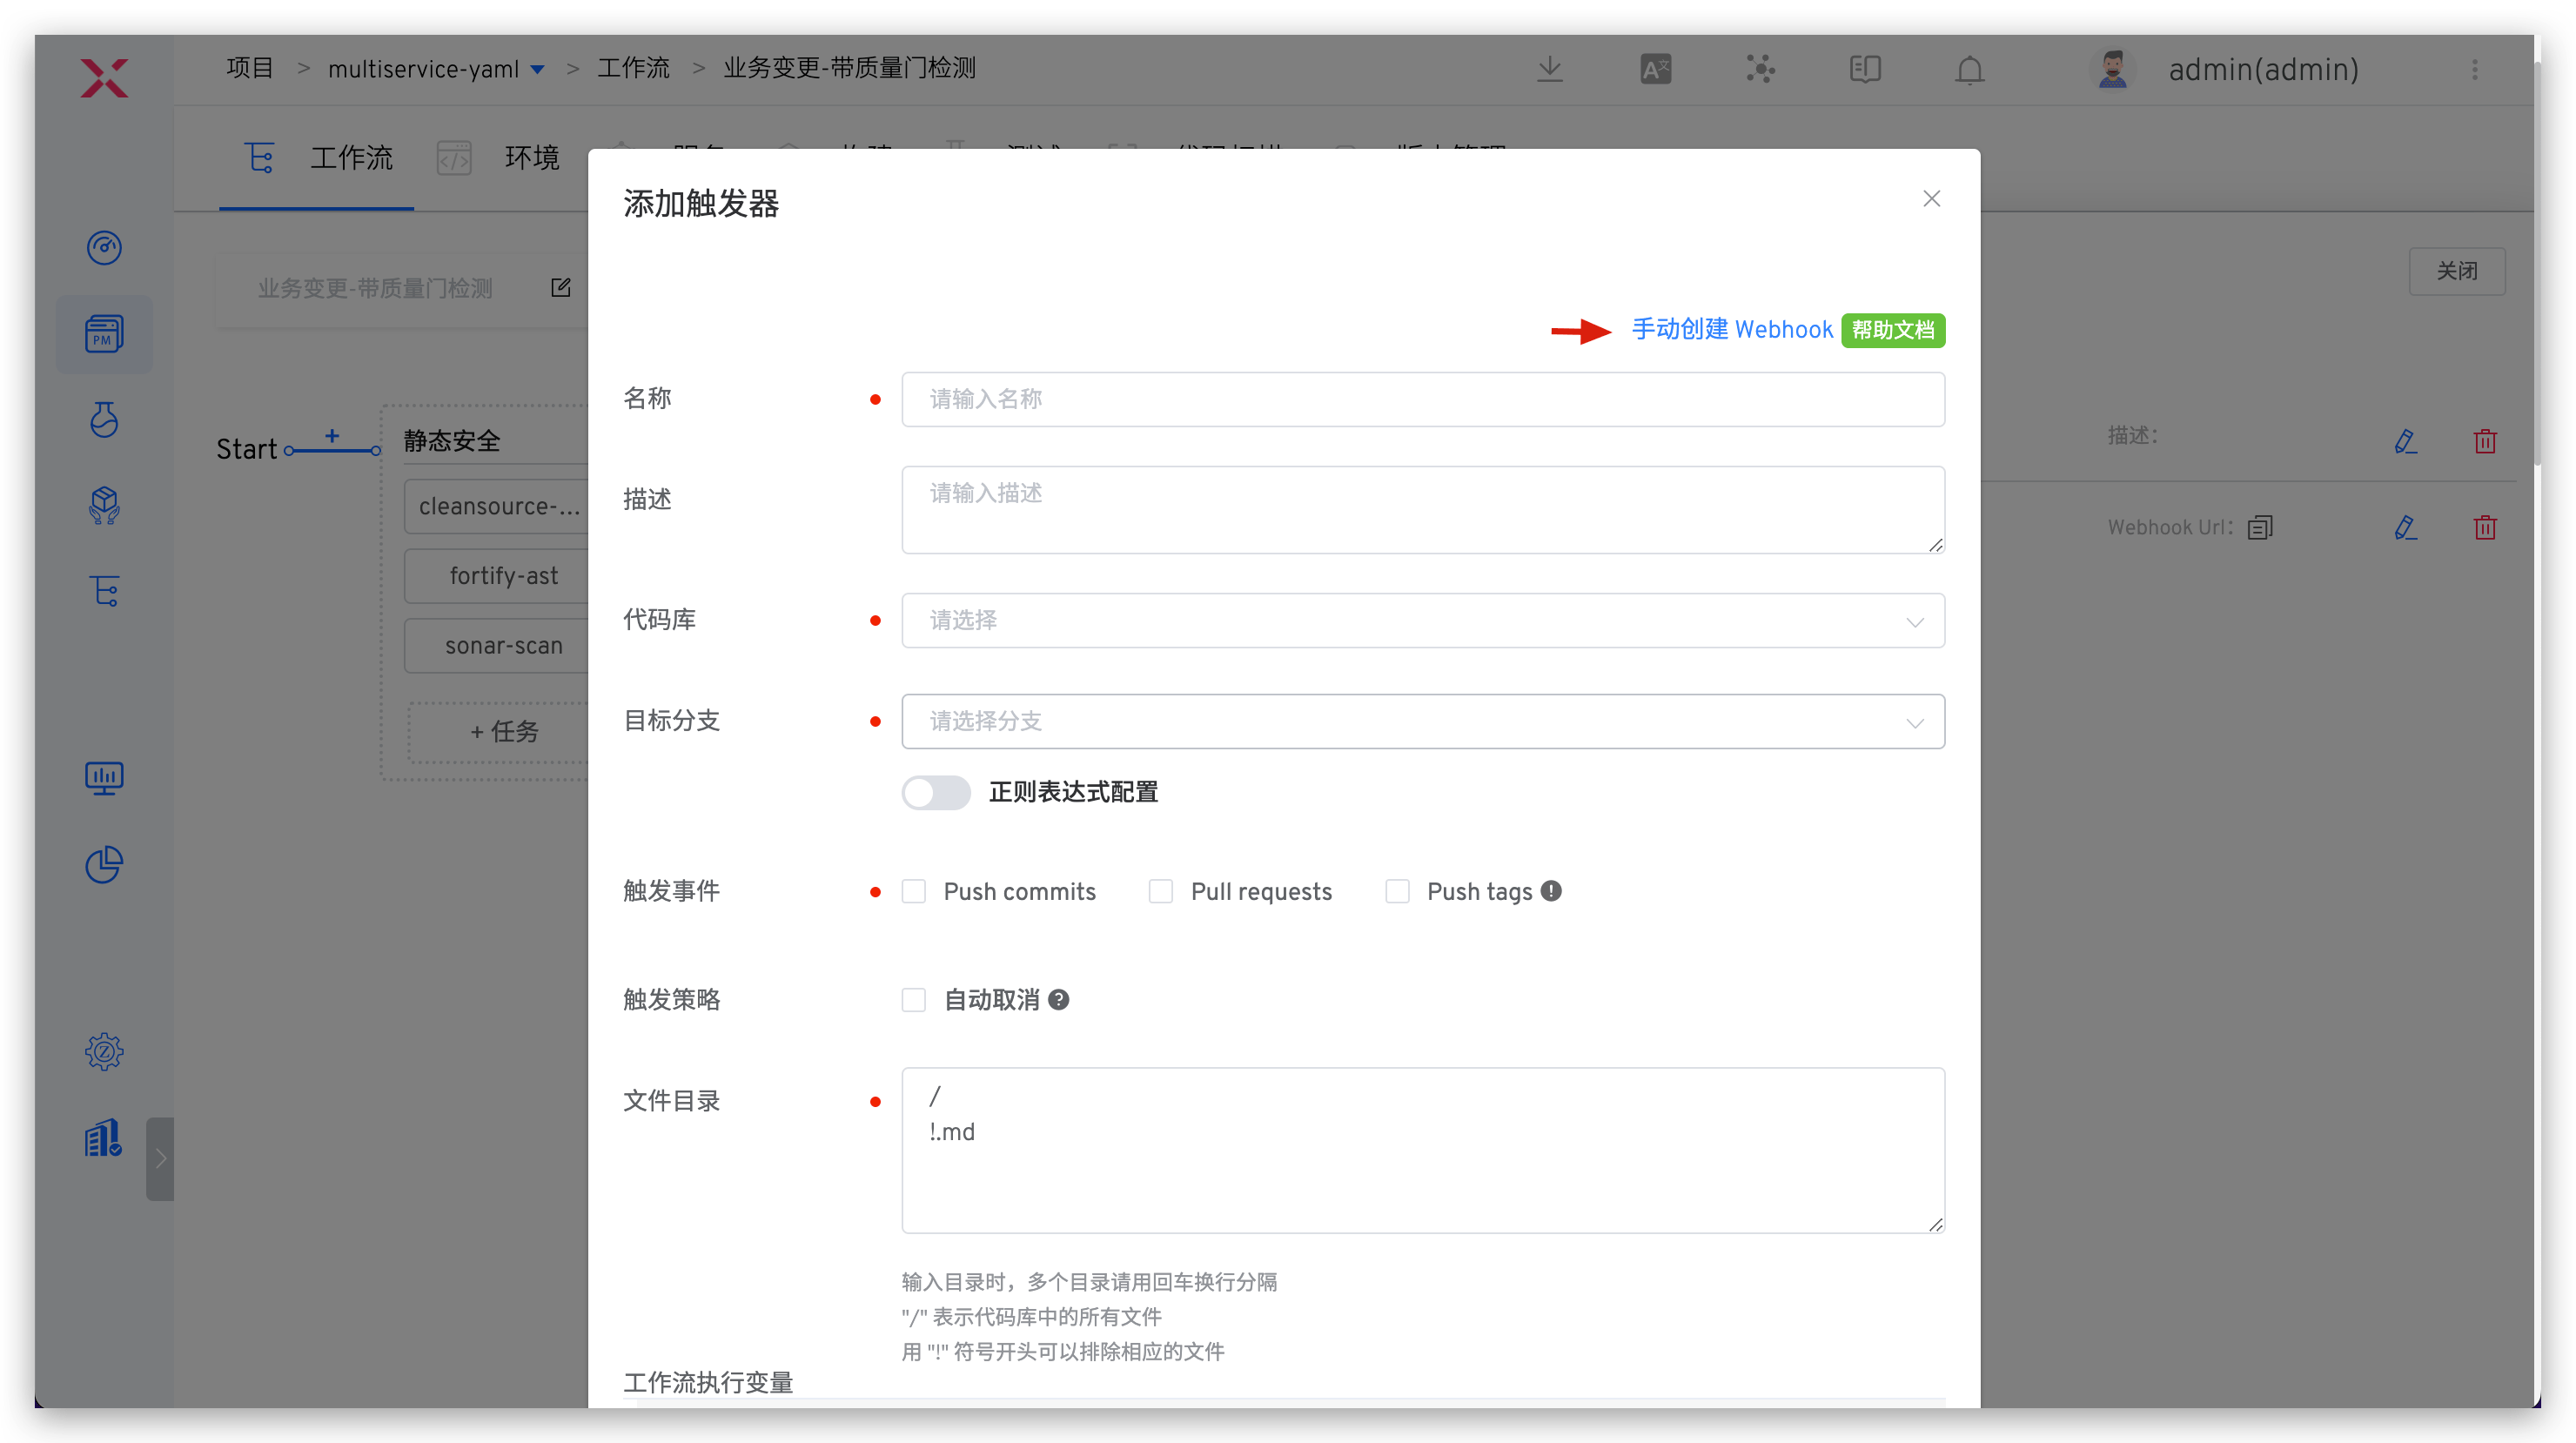 项目 > multiservice-yaml > 工作流 > 业务变更-带质量门检测
admin(admin)
工作流 环境
添加触发器
关闭
业务变更-带质量门检测
手动创建 Webhook 帮助文档
名称 请输入名称
Start
静态安全
描述:
cleansource-...
描述 请输入描述
Webhook Url:
fortify-ast
代码库 请选择
sonar-scan
目标分支 请选择分支
+ 任务
正则表达式配置
触发事件 Push commits Pull requests Push tags
触发策略 自动取消
文件目录 /
!.md
输入目录时，多个目录请用回车换行分隔
"/" 表示代码库中的所有文件
用 "!" 符号开头可以排除相应的文件
工作流执行变量
PM